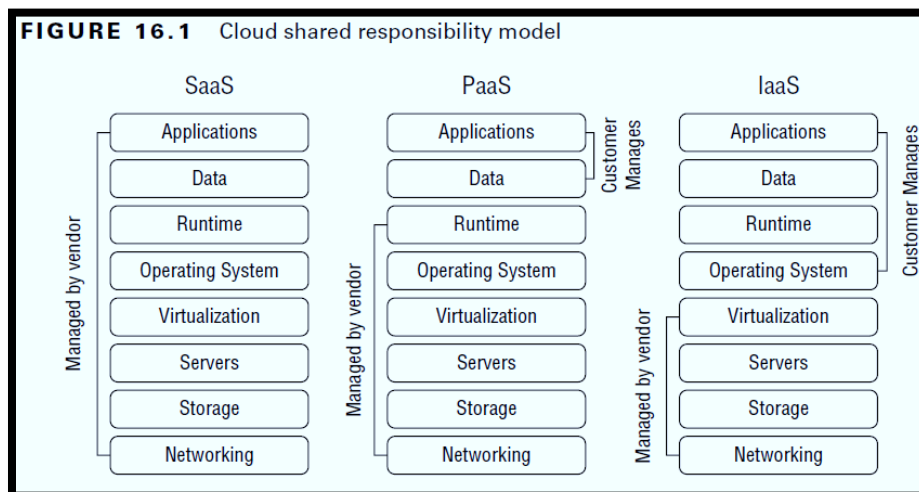 FIGURE 16.1 Cloud shared responsibility model
SaaS
Managed by vendor
Applications
Data
Runtime
Operating System
Virtualization
Servers
Storage
Networking
PaaS
Customer
Manages
Managed by vendor
Applications
Data
Runtime
Operating System
Virtualization
Servers
Storage
Networking
IaaS
Customer Manages
Managed by vendor
Applications
Data
Runtime
Operating System
Virtualization
Servers
Storage
Networking